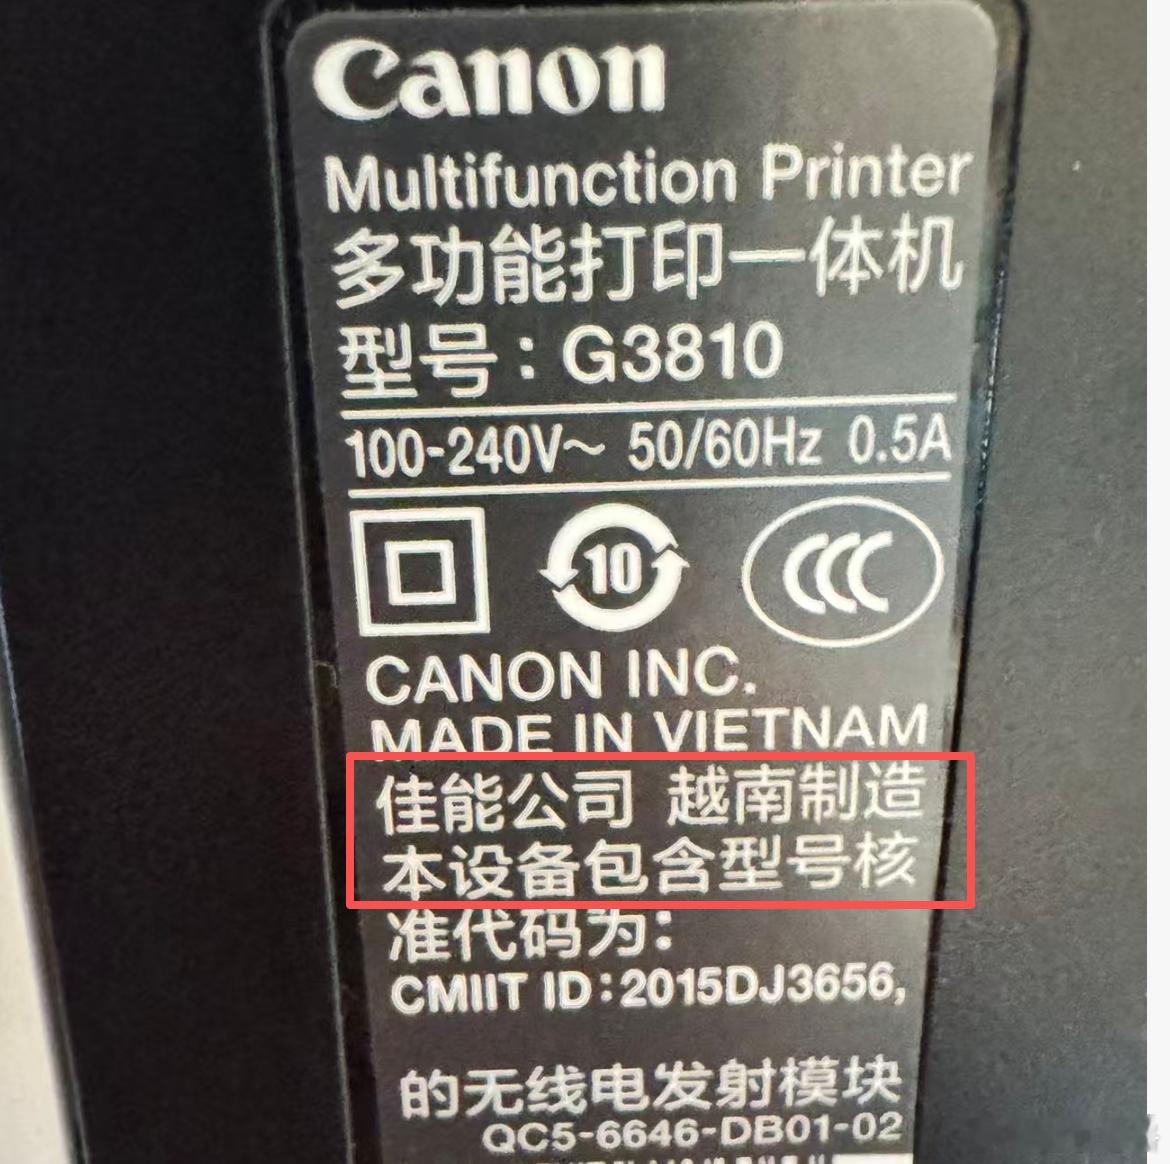 Canon
Multifunction Printer
多功能打印一体机
型号：G3810
100-240V～ 50/60Hz 0.5A
10
CCC
CANON INC.
MADE IN VIETNAM
佳能公司 越南制造
本设备包含型号核
准代码为：
CMIIT ID：2015DJ3656,
的无线电发射模块
QC5-6646-DB01-02